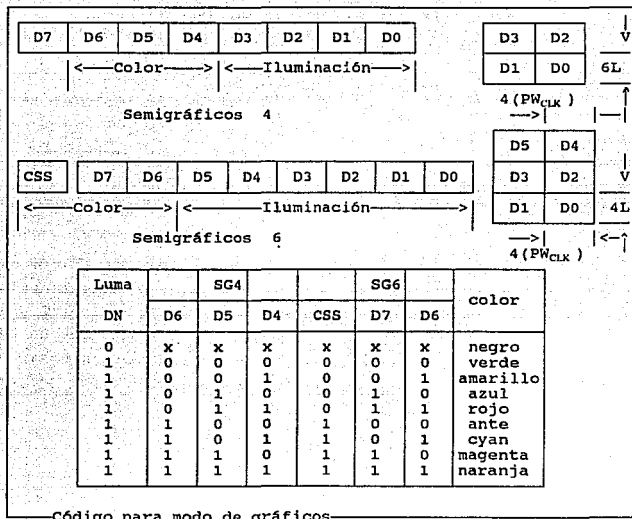 D7 D6 D5 D4 D3 D2 D1 D0
D3 D2
V
<——Color——>|<——Iluminación——>
D1 D0
6L
Semigráficos 4
4(PW_CLK)
D5 D4
CSS D7 D6 D5 D4 D3 D2 D1 D0
D3 D2
V
<——Color——>|<——Iluminación——>
D1 D0
4L
Semigráficos 6
4(PW_CLK)
Luma SG4 SG6 color
DN D6 D5 D4 CSS D7 D6
0 x x x x x x negro
1 0 0 0 0 0 0 verde
1 0 0 1 0 0 1 amarillo
1 0 1 0 0 1 0 azul
1 0 1 1 0 1 1 rojo
1 1 0 0 1 0 0 ante
1 1 0 1 1 0 1 cyan
1 1 1 0 1 1 0 magenta
1 1 1 1 1 1 1 naranja
Código para modo de gráficos